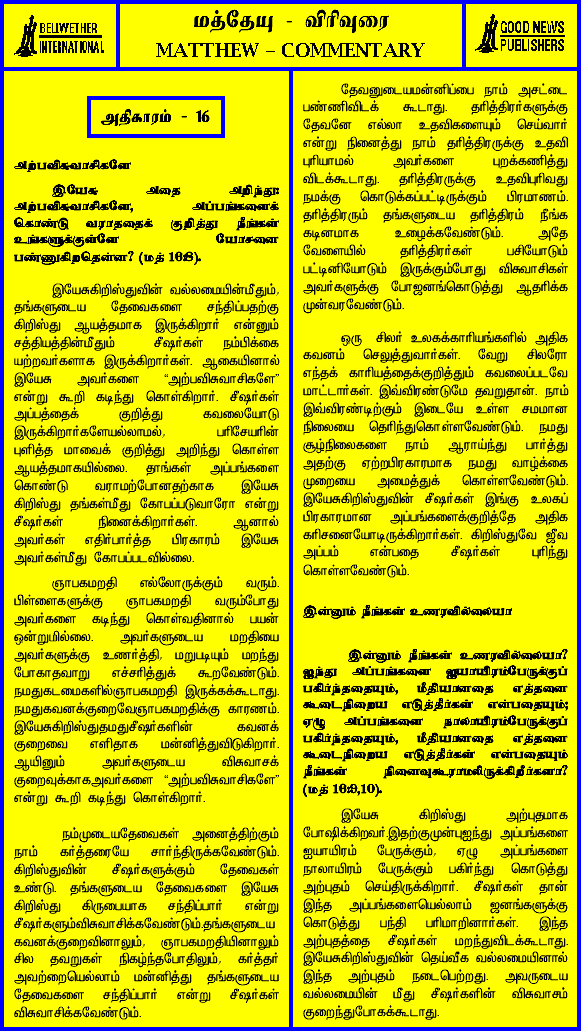 BELWETHER
INTERNATIONAL
மத்தேயு - விரிவுரை
MATTHEW – COMMENTARY
GOOD NEWS
PUBLISHERS
அதிகாரம் - 16
அற்பவிசுவாசிகளே
இயேசு அதை அறிந்து:
அற்பவிசுவாசிகளே, அப்பங்களைக்
கொண்டு வராததைக் குறித்து நீங்கள்
உங்களுக்குள்ளே யோசனை
பண்ணுகிறதென்ன? (மத் 16:8).
இயேசுகிறிஸ்துவின் வல்லமையின்மீதும்,
தங்களுடைய தேவைகளை சந்திப்பதற்கு
கிறிஸ்து ஆயத்தமாக இருக்கிறார் என்னும்
சத்தியத்தின்மீதும் சீஷர்கள் நம்பிக்கை
யற்றவர்களாக இருக்கிறார்கள். ஆகையினால்
இயேசு அவர்களை “அற்பவிசுவாசிகளே”
என்று கூறி கடிந்து கொள்கிறார். சீஷர்கள்
அப்பத்தைக் குறித்து கவலையோடு
இருக்கிறார்களேயல்லாமல், பரிசேயரின்
புளித்த மாவைக் குறித்து அறிந்து கொள்ள
ஆயத்தமாகயில்லை. தாங்கள் அப்பங்களை
கொண்டு வராமற்போனதற்காக இயேசு
கிறிஸ்து தங்கள்மீது கோபப்படுவாரோ என்று
சீஷர்கள் நினைக்கிறார்கள். ஆனால்
அவர்கள் எதிர்பார்த்த பிரகாரம் இயேசு
அவர்கள்மீது கோபப்படவில்லை.
ஞாபகமறதி எல்லோருக்கும் வரும்.
பிள்ளைகளுக்கு ஞாபகமறதி வரும்போது
அவர்களை கடிந்து கொள்வதினால் பயன்
ஒன்றுமில்லை. அவர்களுடைய மறதியை
அவர்களுக்கு உணர்த்தி, மறுபடியும் மறந்து
போகாதவாறு எச்சரித்துக் கூறவேண்டும்.
நமதுகடமைகளில்ஞாபகமறதி இருக்கக்கூடாது.
நமதுகவனக்குறைவேஞாபகமறதிக்கு காரணம்.
இயேசுகிறிஸ்துதமதுசீஷர்களின் கவனக்
குறைவை எளிதாக மன்னித்துவிடுகிறார்.
ஆயினும் அவர்களுடைய விசுவாசக்
குறைவுக்காகஅவர்களை “அற்பவிசுவாசிகளே”
என்று கூறி கடிந்து கொள்கிறார்.
நம்முடையதேவைகள் அனைத்திற்கும்
நாம் கர்த்தரையே சார்ந்திருக்கவேண்டும்.
கிறிஸ்துவின் சீஷர்களுக்கும் தேவைகள்
உண்டு. தங்களுடைய தேவைகளை இயேசு
கிறிஸ்து கிருபையாக சந்திப்பார் என்று
சீஷர்களும்விசுவாசிக்கவேண்டும்.தங்களுடைய
கவனக்குறைவினாலும், ஞாபகமறதியினாலும்
சில தவறுகள் நிகழ்ந்தபோதிலும், கர்த்தர்
அவற்றையெல்லாம் மன்னித்து தங்களுடைய
தேவைகளை சந்திப்பார் என்று சீஷர்கள்
விசுவாசிக்கவேண்டும்.
தேவனுடையமன்னிப்பை நாம் அசட்டை
பண்ணிவிடக் கூடாது. தரித்திரர்களுக்கு
தேவனே எல்லா உதவிகளையும் செய்வார்
என்று நினைத்து நாம் தரித்திரருக்கு உதவி
புரியாமல் அவர்களை புறக்கணித்து
விடக்கூடாது. தரித்திரருக்கு உதவிபுரிவது
நமக்கு கொடுக்கப்பட்டிருக்கும் பிரமாணம்.
தரித்திரரும் தங்களுடைய தரித்திரம் நீங்க
கடினமாக உழைக்கவேண்டும். அதே
வேளையில் தரித்திரர்கள் பசியோடும்
பட்டினியோடும் இருக்கும்போது விசுவாசிகள்
அவர்களுக்கு போஜனங்கொடுத்து ஆதரிக்க
முன்வரவேண்டும்.
ஒரு சிலர் உலகக்காரியங்களில் அதிக
கவனம் செலுத்துவார்கள். வேறு சிலரோ
எந்தக் காரியத்தைக்குறித்தும் கவலைப்படவே
மாட்டார்கள். இவ்விரண்டுமே தவறுதான். நாம்
இவ்விரண்டிற்கும் இடையே உள்ள சமமான
நிலையை தெரிந்துகொள்ளவேண்டும். நமது
சூழ்நிலைகளை நாம் ஆராய்ந்து பார்த்து
அதற்கு ஏற்றபிரகாரமாக நமது வாழ்க்கை
முறையை அமைத்துக் கொள்ளவேண்டும்.
இயேசுகிறிஸ்துவின் சீஷர்கள் இங்கு உலகப்
பிரகாரமான அப்பங்களைக்குறித்தே அதிக
கரிசனையோடிருக்கிறார்கள். கிறிஸ்துவே ஜீவ
அப்பம் என்பதை சீஷர்கள் புரிந்து
கொள்ளவேண்டும்.
இன்னும் நீங்கள் உணரவில்லையா
இன்னும் நீங்கள் உணரவில்லையா?
ஐந்து அப்பங்களை ஐயாயிரம்பேருக்குப்
பகிர்ந்ததையும், மீதியானதை எத்தனை
கூடைநிறைய எடுத்தீர்கள் என்பதையும்;
ஏழு அப்பங்களை நாலாயிரம்பேருக்குப்
பகிர்ந்ததையும், மீதியானதை எத்தனை
கூடைநிறைய எடுத்தீர்கள் என்பதையும்
நீங்கள் நினைவுகூராமலிருக்கிறீர்களா?
(மத் 16:9,10).
இயேசு கிறிஸ்து அற்புதமாக
போஷிக்கிறவர்.இதற்குமுன்புஐந்து அப்பங்களை
ஐயாயிரம் பேருக்கும், ஏழு அப்பங்களை
நாலாயிரம் பேருக்கும் பகிர்ந்து கொடுத்து
அற்புதம் செய்திருக்கிறார். சீஷர்கள் தான்
இந்த அப்பங்களையெல்லாம் ஜனங்களுக்கு
கொடுத்து பந்தி பரிமாறினார்கள். இந்த
அற்புதத்தை சீஷர்கள் மறந்துவிடக்கூடாது.
இயேசுகிறிஸ்துவின் தெய்வீக வல்லமையினால்
இந்த அற்புதம் நடைபெற்றது. அவருடைய
வல்லமையின் மீது சீஷர்களின் விசுவாசம்
குறைந்துபோகக்கூடாது.